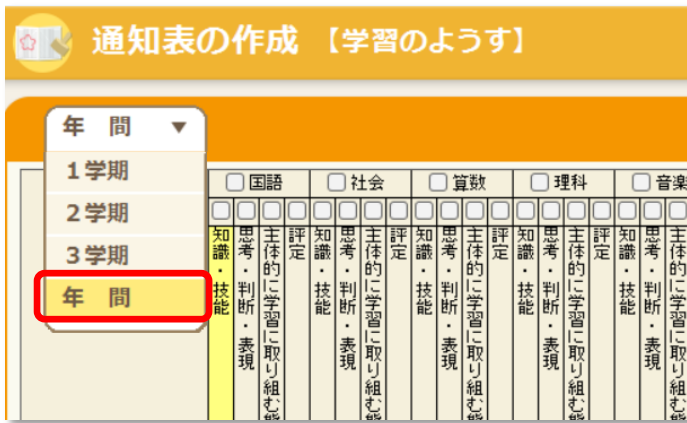 通知表の作成 【学習のようす】
年 間 ▼
1学期
2学期
3学期
年 間
国語 社会 算数 理科 音楽
知識・技能
思考・判断・表現
主体的に学習に取り組む態
評定
知識・技能
思考・判断・表現
主体的に学習に取り組む態
評定
知識・技能
思考・判断・表現
主体的に学習に取り組む態
評定
知識・技能
思考・判断・表現
主体的に学習に取り組む態
評定
知識・技能
思考・判断・表現
主体的に学習に取り組む態